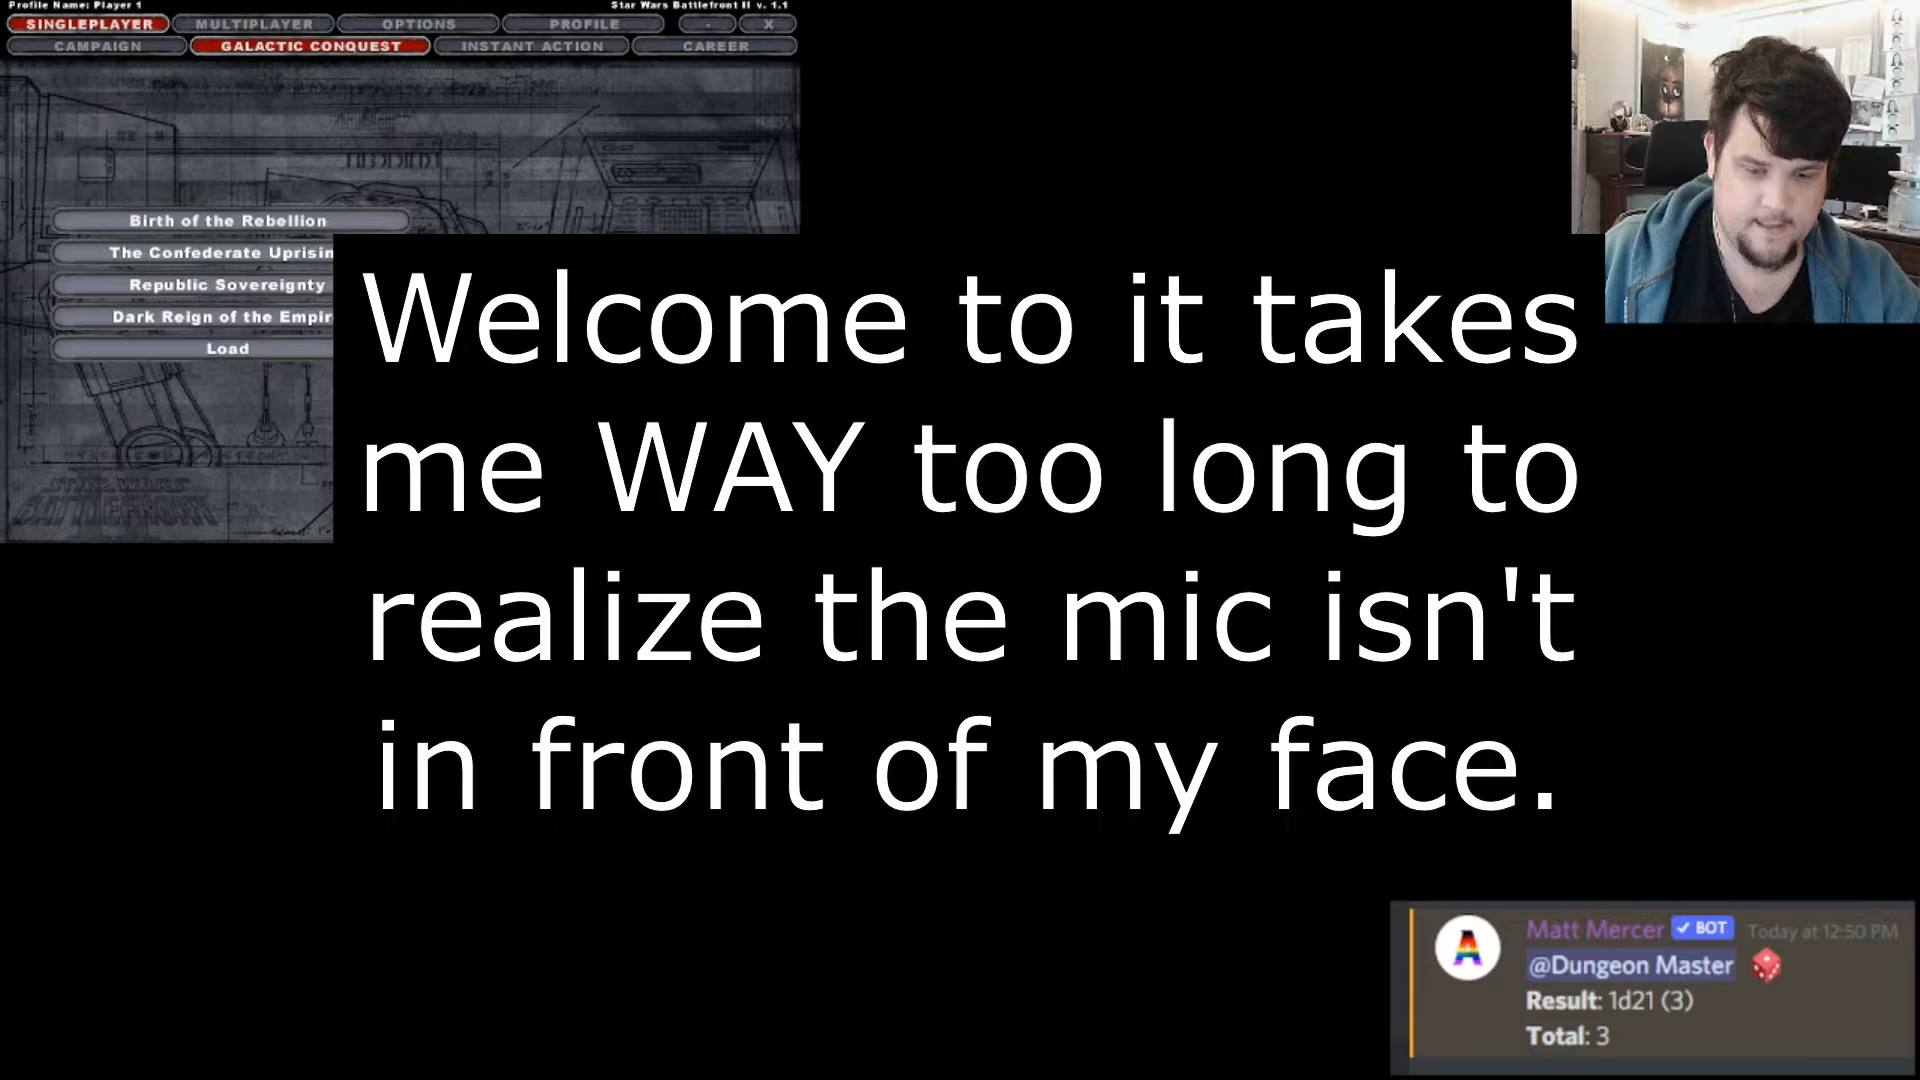 Profile Name: Player 1
Star Wars Battlefront II v. 1.1
SINGLEPLAYER MULTIPLAYER OPTIONS PROFILE - X
CAMPAIGN GALACTIC CONQUEST INSTANT ACTION CAREER
Birth of the Rebellion
The Confederate Uprisin
Republic Sovereignty
Dark Reign of the Empir
Load
STAR WARS
BATTLEFRONT
Welcome to it takes
me WAY too long to
realize the mic isn't
in front of my face.
Matt Mercer ✓ BOT Today at 12:50 PM
@Dungeon Master
Result: 1d21 (3)
Total: 3